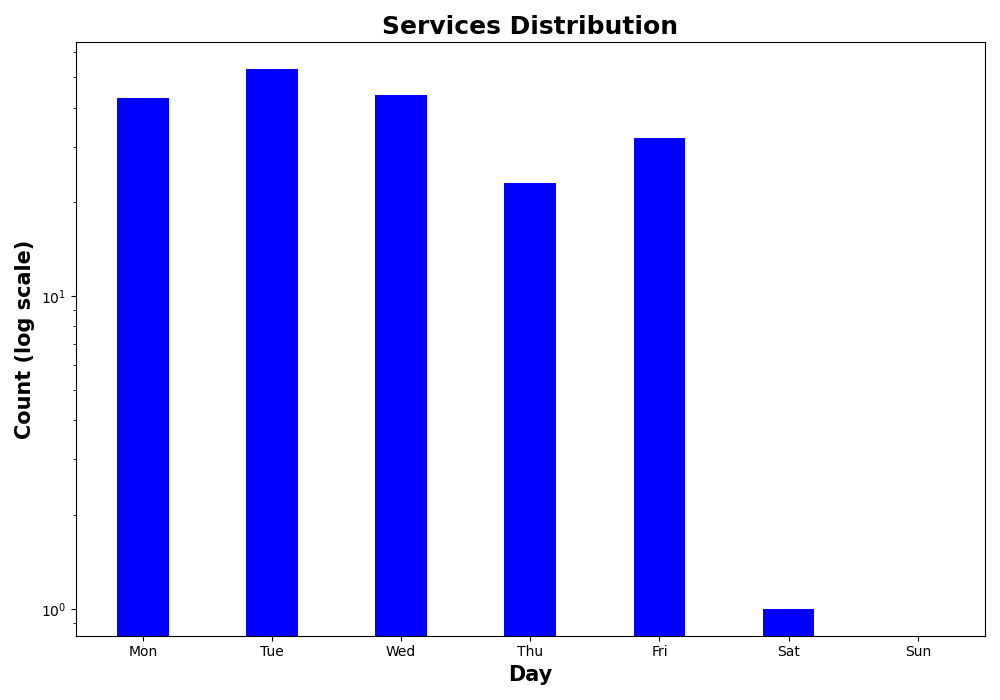 Services Distribution
Count (log scale)
10¹
10⁰
Mon Tue Wed Thu Fri Sat Sun
Day